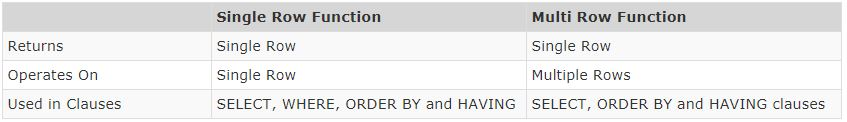 Single Row Function Multi Row Function
Returns Single Row Single Row
Operates On Single Row Multiple Rows
Used in Clauses SELECT, WHERE, ORDER BY and HAVING SELECT, ORDER BY and HAVING clauses